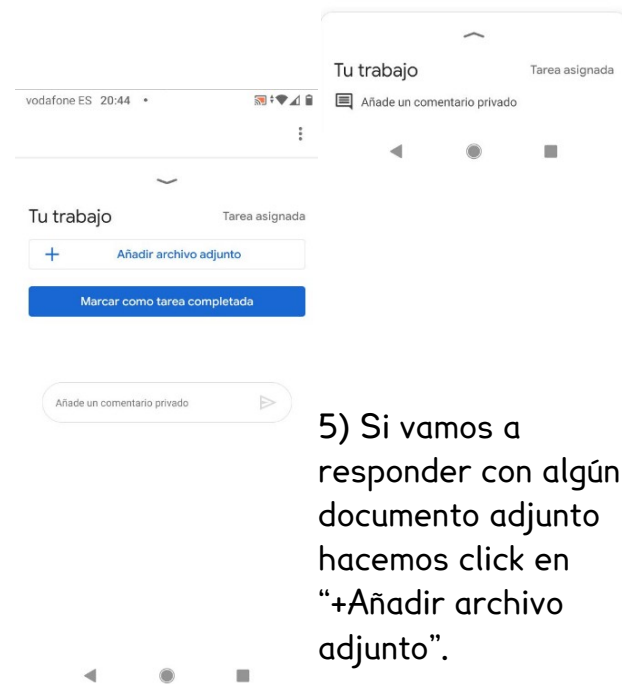 vodafone ES 20:44 •
Tu trabajo Tarea asignada
+ Añadir archivo adjunto
Marcar como tarea completada
Añade un comentario privado
Tu trabajo Tarea asignada
Añade un comentario privado
5) Si vamos a
responder con algún
documento adjunto
hacemos click en
“+Añadir archivo
adjunto”.